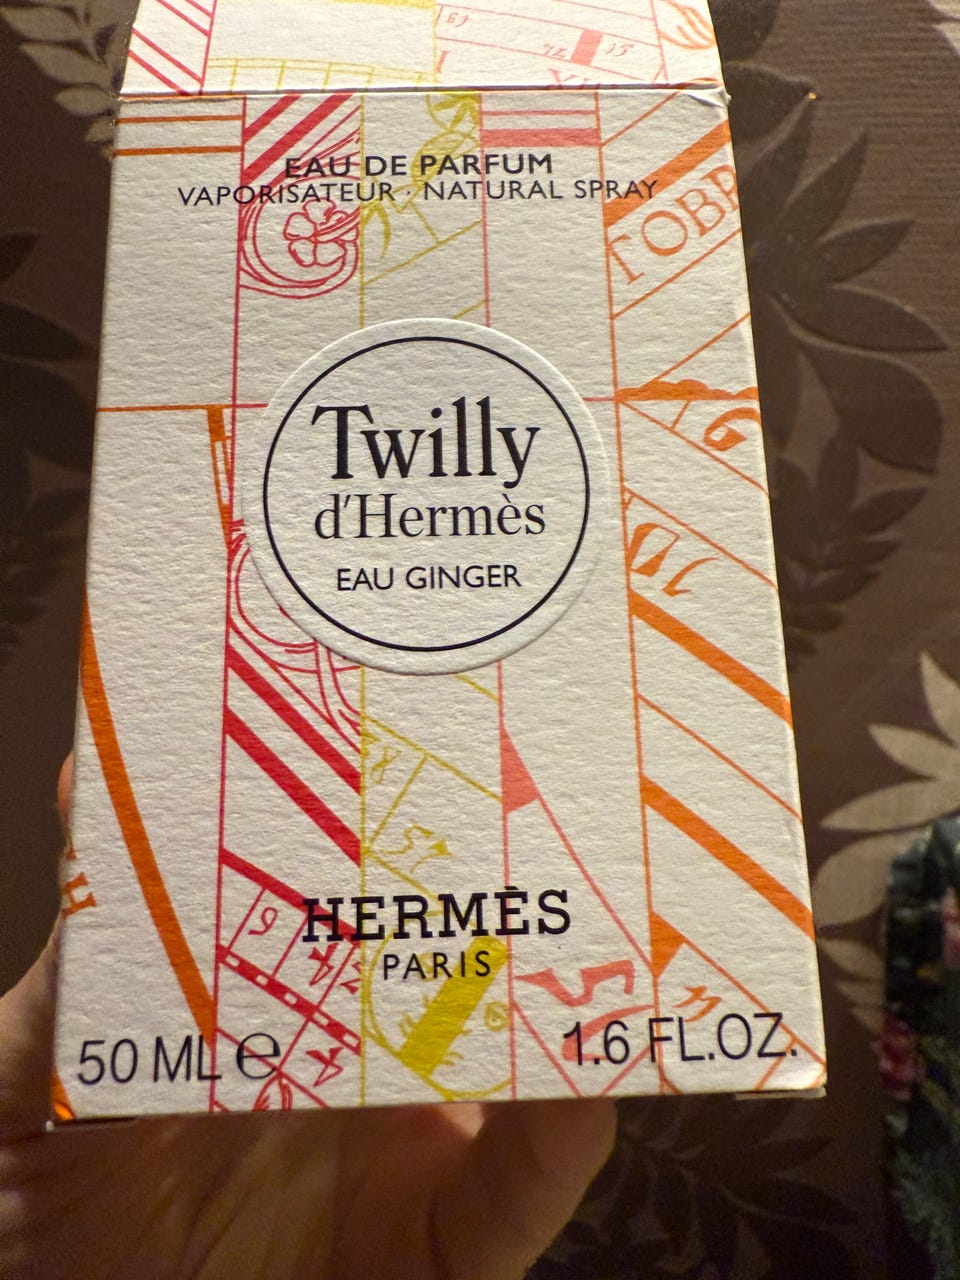 EAU DE PARFUM
VAPORISATEUR · NATURAL SPRAY
Twilly
d'Hermès
EAU GINGER
HERMÈS
PARIS
50 ML ℮
1.6 FL.OZ.